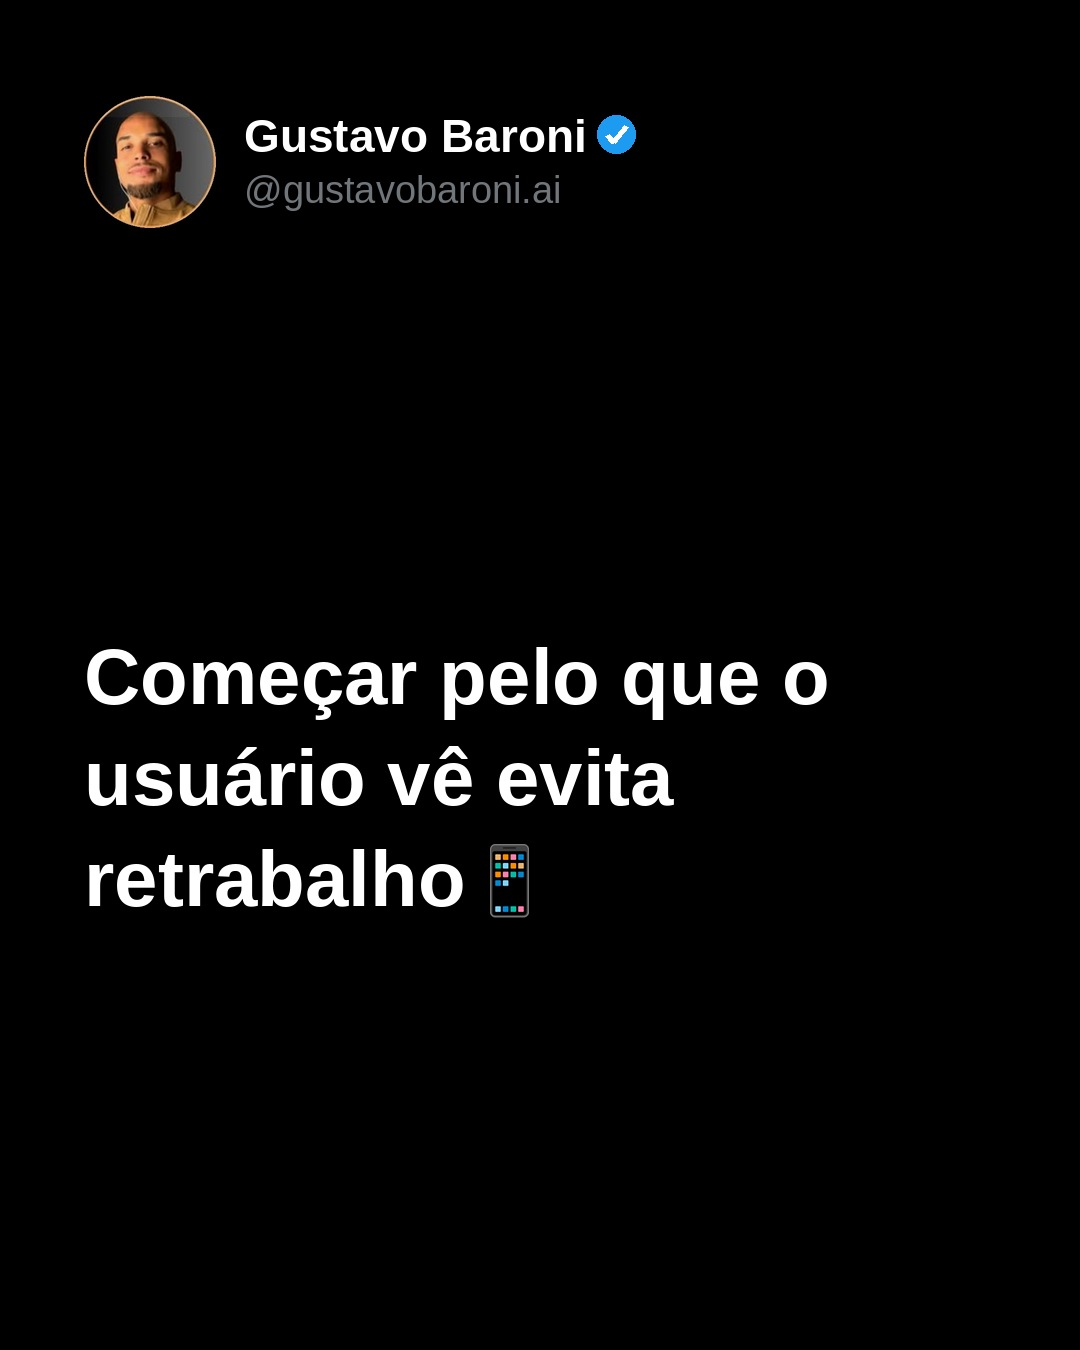 Gustavo Baroni
@gustavobaroni.ai
Começar pelo que o
usuário vê evita
retrabalho📱